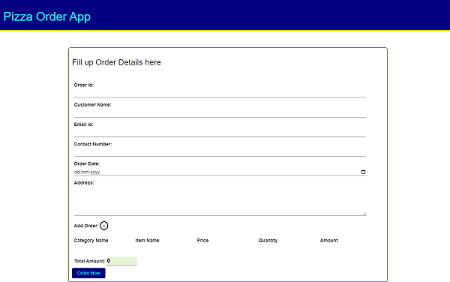 Pizza Order App
Fill up Order Details here
Order Id:
Customer Name:
Email Id:
Contact Number:
Order Date:
dd-mm-yyyy
Address:
Add Order: +
Category Name Item Name Price Quantity Amount
Total Amount: 0
Order Now